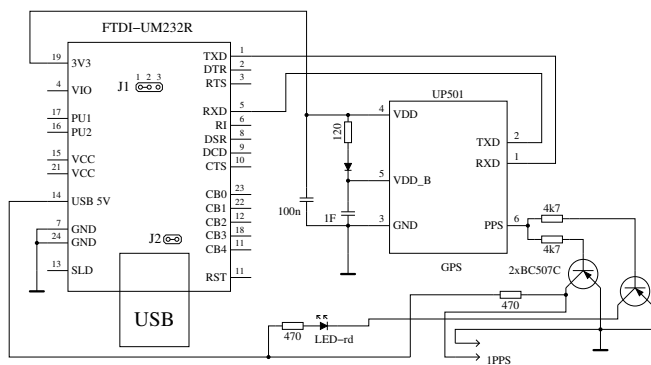 FTDI-UM232R
19 3V3
4 VIO
17 PU1
16 PU2
15 VCC
21 VCC
14 USB 5V
7 GND
24 GND
13 SLD
J1 1 2 3
J2
USB
TXD 1
DTR 2
RTS 3
RXD 5
RI 6
DSR 8
DCD 9
CTS 10
CB0 23
CB1 22
CB2 12
CB3 18
CB4 11
RST 11
100n
120
1F
UP501
4 VDD
5 VDD_B
3 GND
TXD 2
RXD 1
PPS 6
GPS
4k7
4k7
2xBC507C
470
470
LED-rd
1PPS